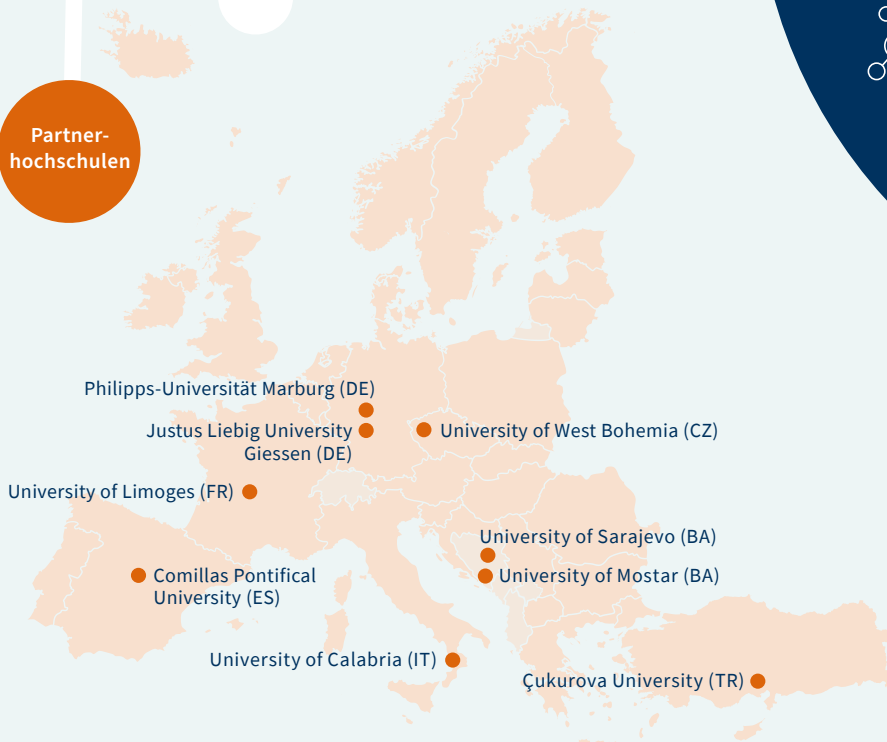 Partner-
hochschulen
Philipps-Universität Marburg (DE)
Justus Liebig University
Giessen (DE)
University of West Bohemia (CZ)
University of Limoges (FR)
University of Sarajevo (BA)
Comillas Pontifical
University (ES)
University of Mostar (BA)
University of Calabria (IT)
Çukurova University (TR)